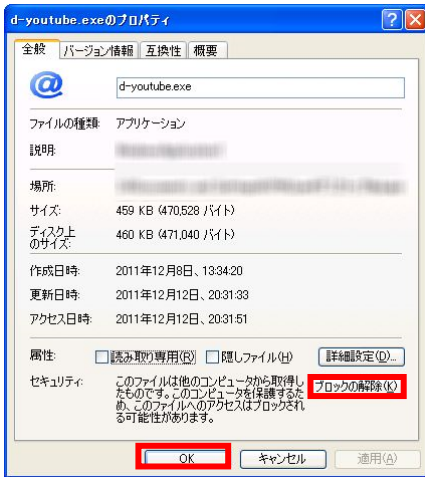 d-youtube.exeのプロパティ
全般 バージョン情報 互換性 概要
d-youtube.exe
ファイルの種類: アプリケーション
説明:
場所:
サイズ: 459 KB (470,528 バイト)
ディスク上
のサイズ: 460 KB (471,040 バイト)
作成日時: 2011年12月8日、13:34:20
更新日時: 2011年12月12日、20:31:33
アクセス日時: 2011年12月12日、20:31:51
属性: 読み取り専用(R) 隠しファイル(H) 詳細設定(D)...
セキュリティ: このファイルは他のコンピュータから取得し ブロックの解除(K)
たものです。このコンピュータを保護するた
め、このファイルへのアクセスはブロックされ
る可能性があります。
OK キャンセル 適用(A)